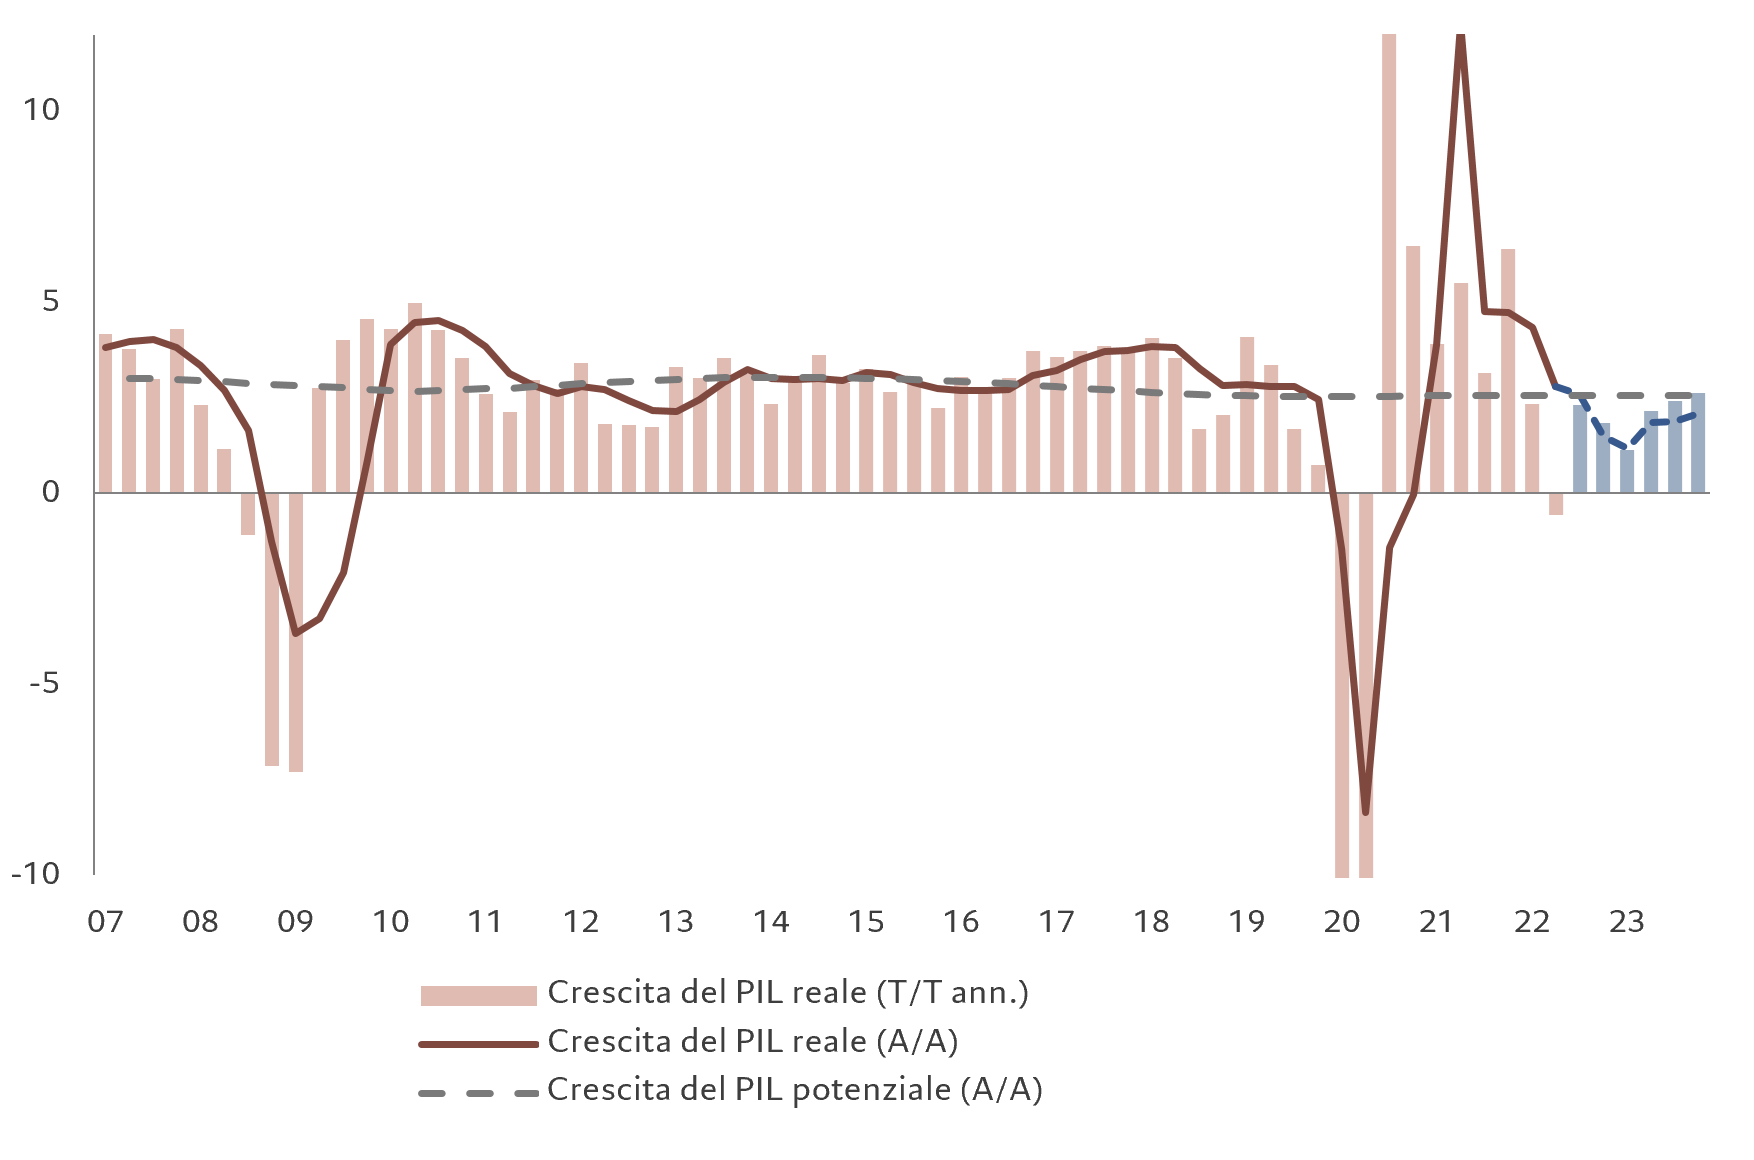 10
5
0
-5
-10
07 08 09 10 11 12 13 14 15 16 17 18 19 20 21 22 23
Crescita del PIL reale (T/T ann.)
Crescita del PIL reale (A/A)
Crescita del PIL potenziale (A/A)